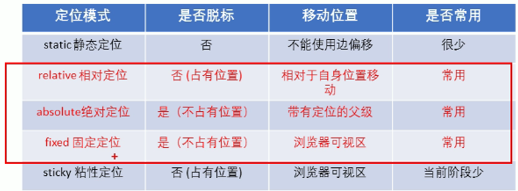 定位模式 是否脱标 移动位置 是否常用
static 静态定位 否 不能使用边偏移 很少
relative 相对定位 否 (占有位置) 相对于自身位置移动 常用
absolute绝对定位 是（不占有位置） 带有定位的父级 常用
fixed 固定定位 是（不占有位置） 浏览器可视区 常用
sticky 粘性定位 否 (占有位置) 浏览器可视区 当前阶段少